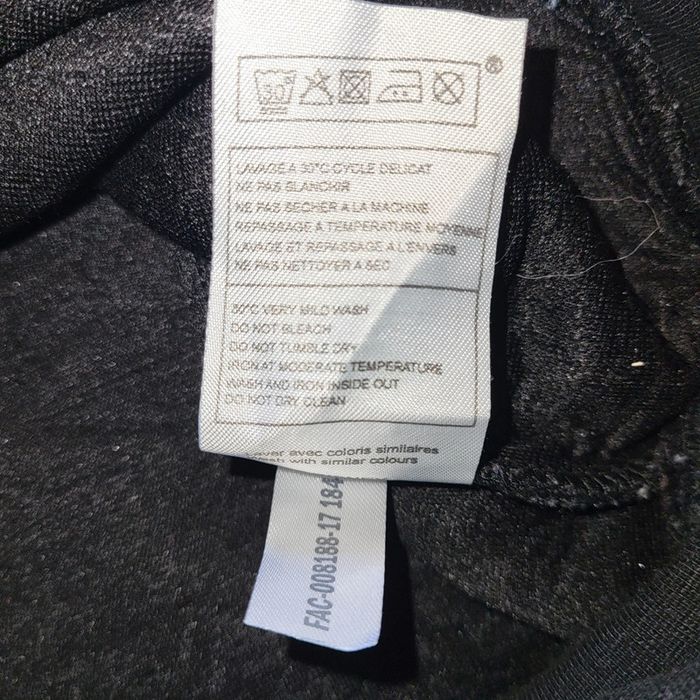 30°
®
LAVAGE A 30°C CYCLE DELICAT
NE PAS BLANCHIR
NE PAS SECHER A LA MACHINE
REPASSAGE A TEMPERATURE MOYENNE
LAVAGE ET REPASSAGE A L'ENVERS
NE PAS NETTOYER A SEC
30°C VERY MILD WASH
DO NOT BLEACH
DO NOT TUMBLE DRY
IRON AT MODERATE TEMPERATURE
WASH AND IRON INSIDE OUT
DO NOT DRY CLEAN
Laver avec coloris similaires
Wash with similar colours
FAC-008188-17 184